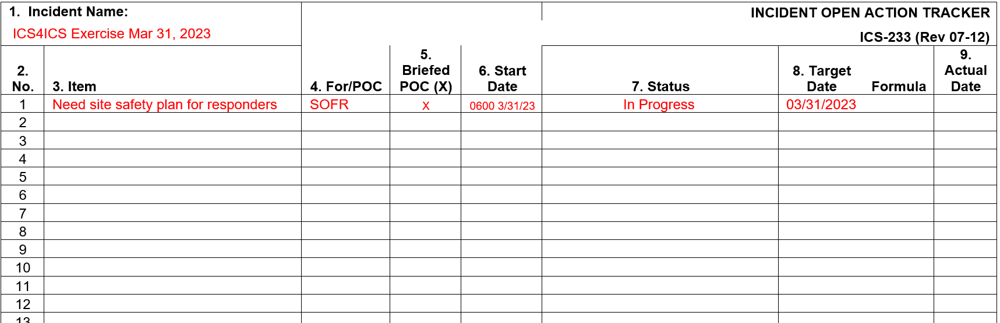 1. Incident Name:
INCIDENT OPEN ACTION TRACKER
ICS4ICS Exercise Mar 31, 2023
ICS-233 (Rev 07-12)
2. No.
3. Item
4. For/POC
5. Briefed POC (X)
6. Start Date
7. Status
8. Target Date
Formula
9. Actual Date
1 Need site safety plan for responders SOFR X 0600 3/31/23 In Progress 03/31/2023
2
3
4
5
6
7
8
9
10
11
12
13